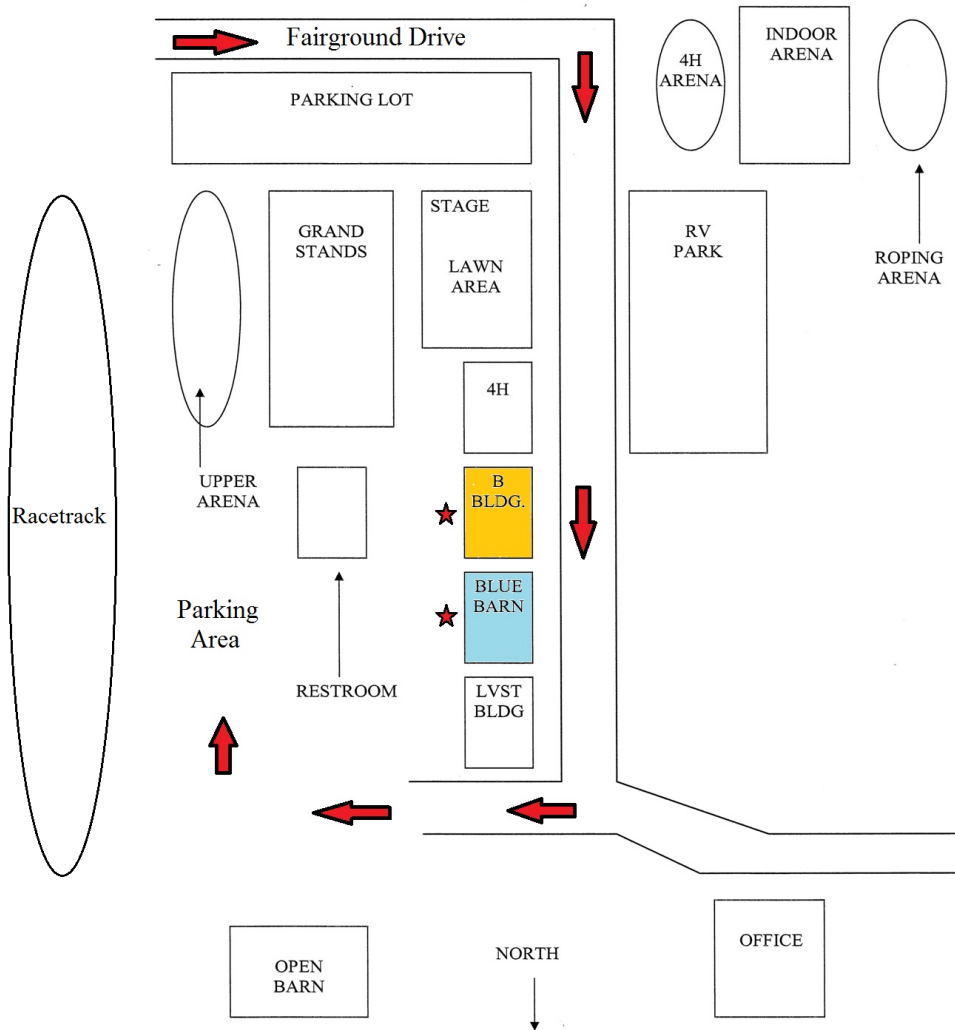 Fairground Drive
INDOOR
ARENA
4H
ARENA
PARKING LOT
STAGE
LAWN
AREA
GRAND
STANDS
RV
PARK
ROPING
ARENA
4H
UPPER
ARENA
B
BLDG.
Racetrack
BLUE
BARN
Parking
Area
RESTROOM
LVST
BLDG
OFFICE
NORTH
OPEN
BARN